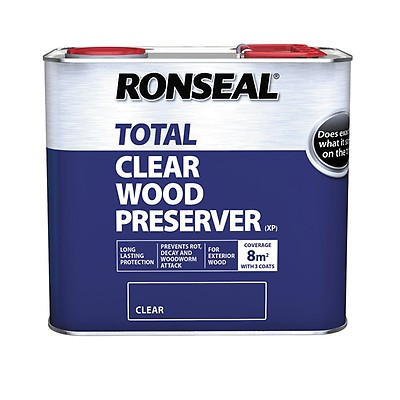 RONSEAL®
TOTAL
CLEAR
WOOD
PRESERVER (XP)
LONG
LASTING
PROTECTION
PREVENTS ROT,
DECAY AND
WOODWORM
ATTACK
FOR
EXTERIOR
WOOD
COVERAGE
8m²
WITH 3 COATS
CLEAR
Does exa
what it s
on the t